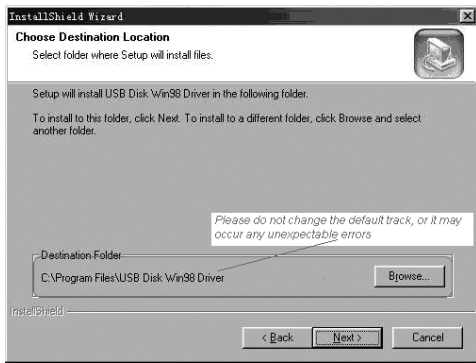 InstallShield Wizard
Choose Destination Location
Select folder where Setup will install files.
Setup will install USB Disk Win98 Driver in the following folder.
To install to this folder, click Next. To install to a different folder, click Browse and select
another folder.
Please do not change the default track, or it may
occur any unexpectable errors
Destination Folder
C:\Program Files\USB Disk Win98 Driver
Browse...
InstallShield
< Back
Next >
Cancel